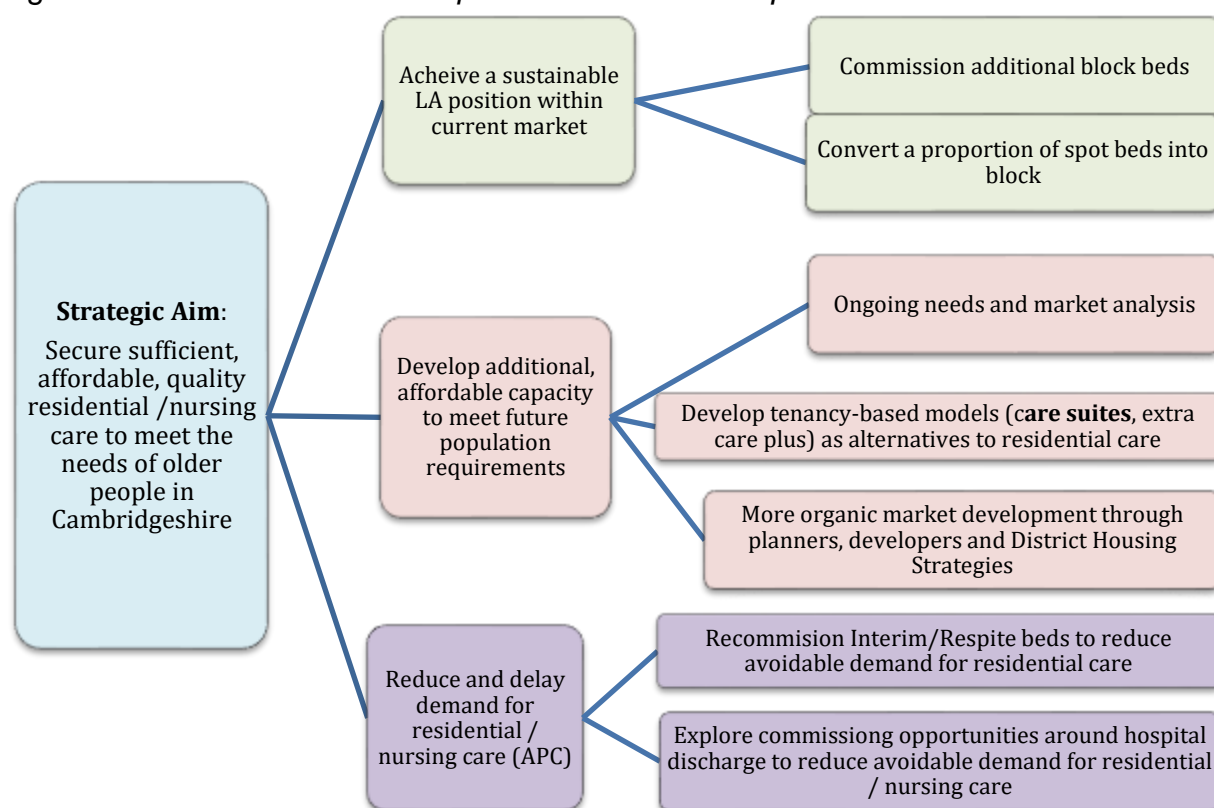 Acheive a sustainable
LA position within
current market
Commission additional block beds
Convert a proportion of spot beds into
block
Strategic Aim:
Secure sufficient,
affordable, quality
residential /nursing
care to meet the
needs of older
people in
Cambridgeshire
Develop additional,
affordable capacity
to meet future
population
requirements
Ongoing needs and market analysis
Develop tenancy-based models (care suites, extra
care plus) as alternatives to residential care
More organic market development through
planners, developers and District Housing
Strategies
Reduce and delay
demand for
residential /
nursing care (APC)
Recommision Interim/Respite beds to reduce
avoidable demand for residential care
Explore commissiong opportunities around hospital
discharge to reduce avoidable demand for residential
/ nursing care